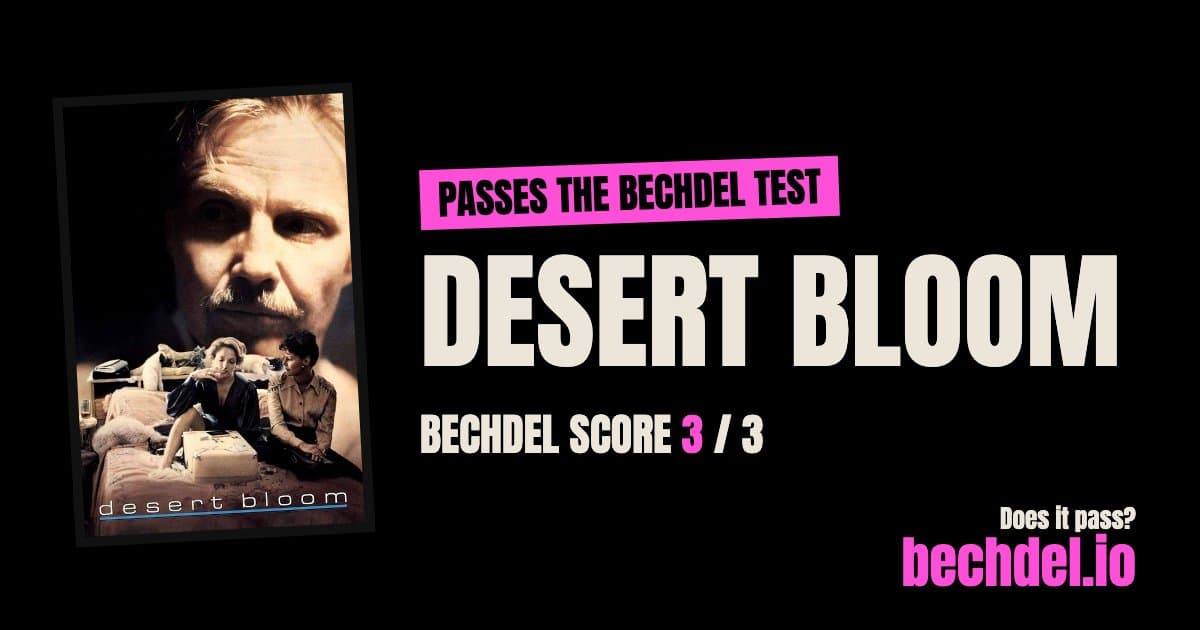 PASSES THE BECHDEL TEST
DESERT BLOOM
BECHDEL SCORE 3 / 3
desert bloom
Does it pass?
bechdel.io